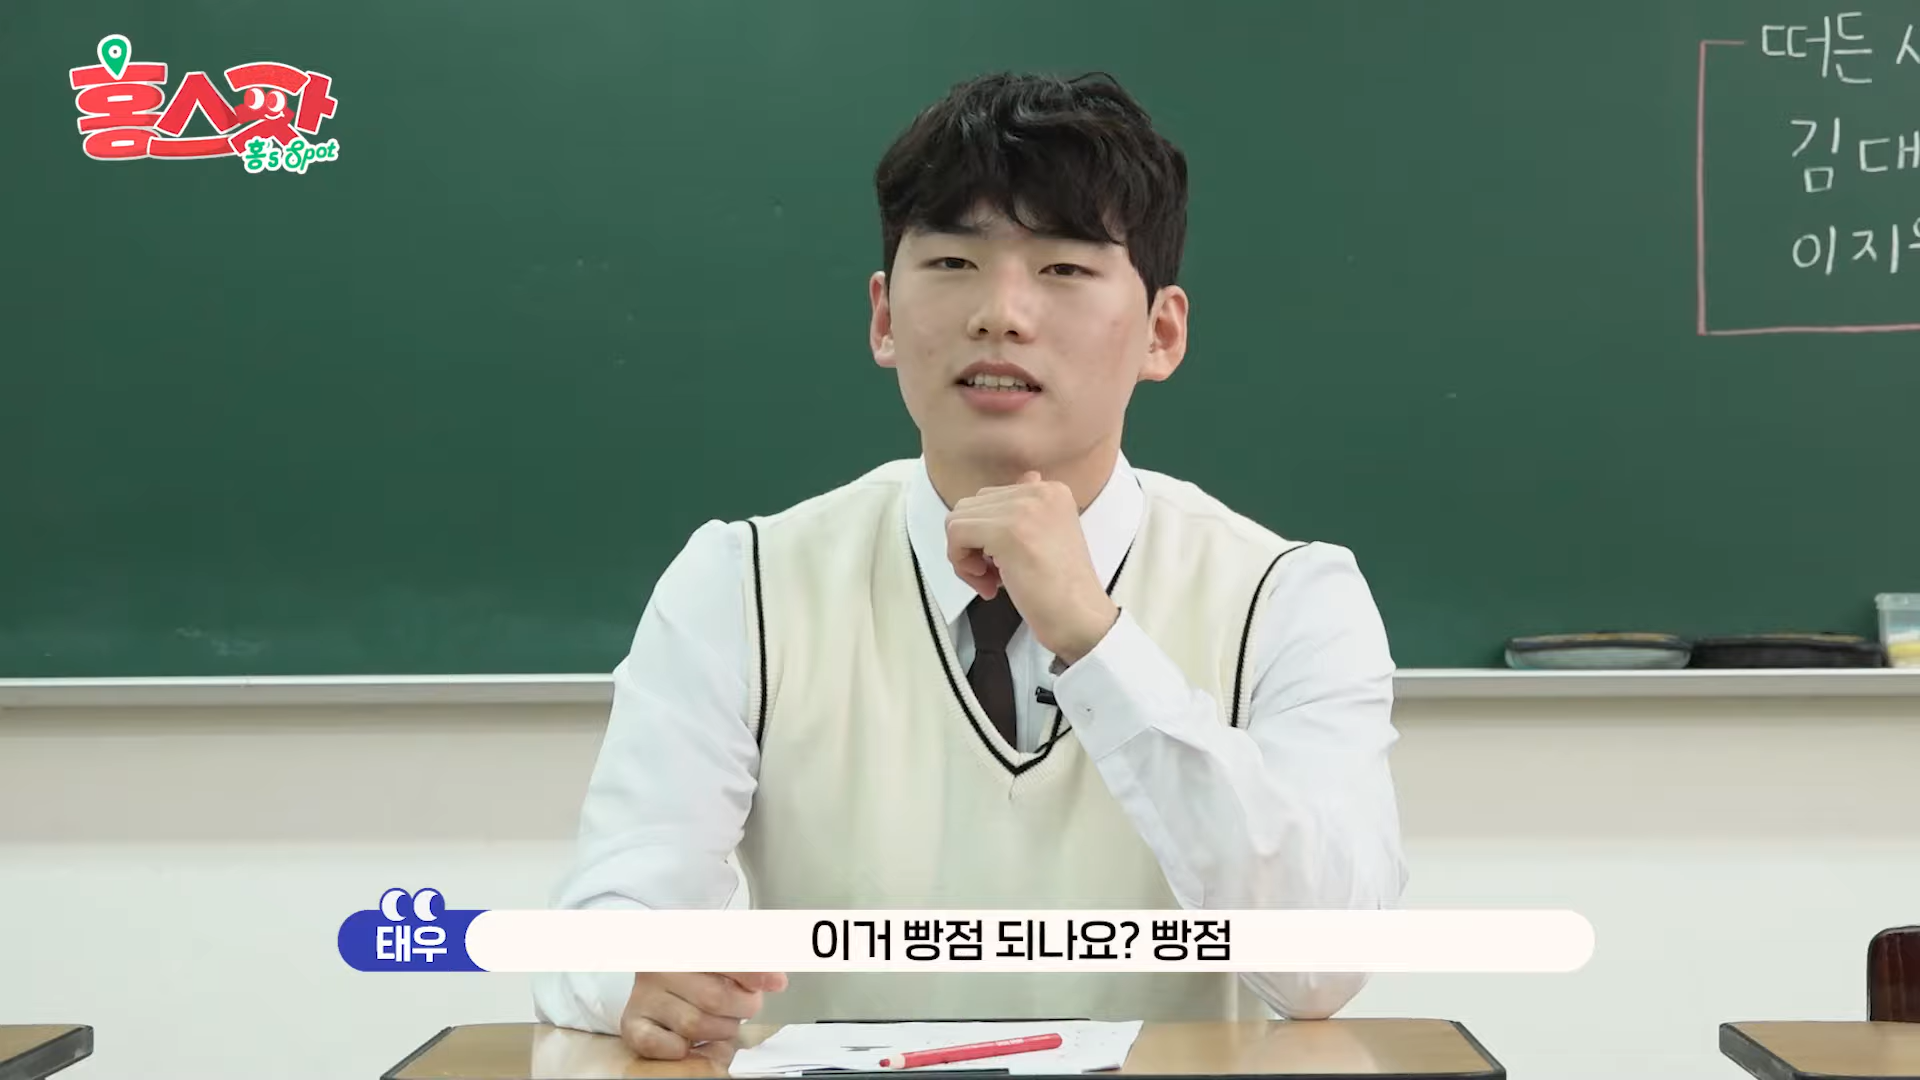 홈스팟
홍's Spot
떠든
김대
이지
태우
이거 빵점 되나요? 빵점